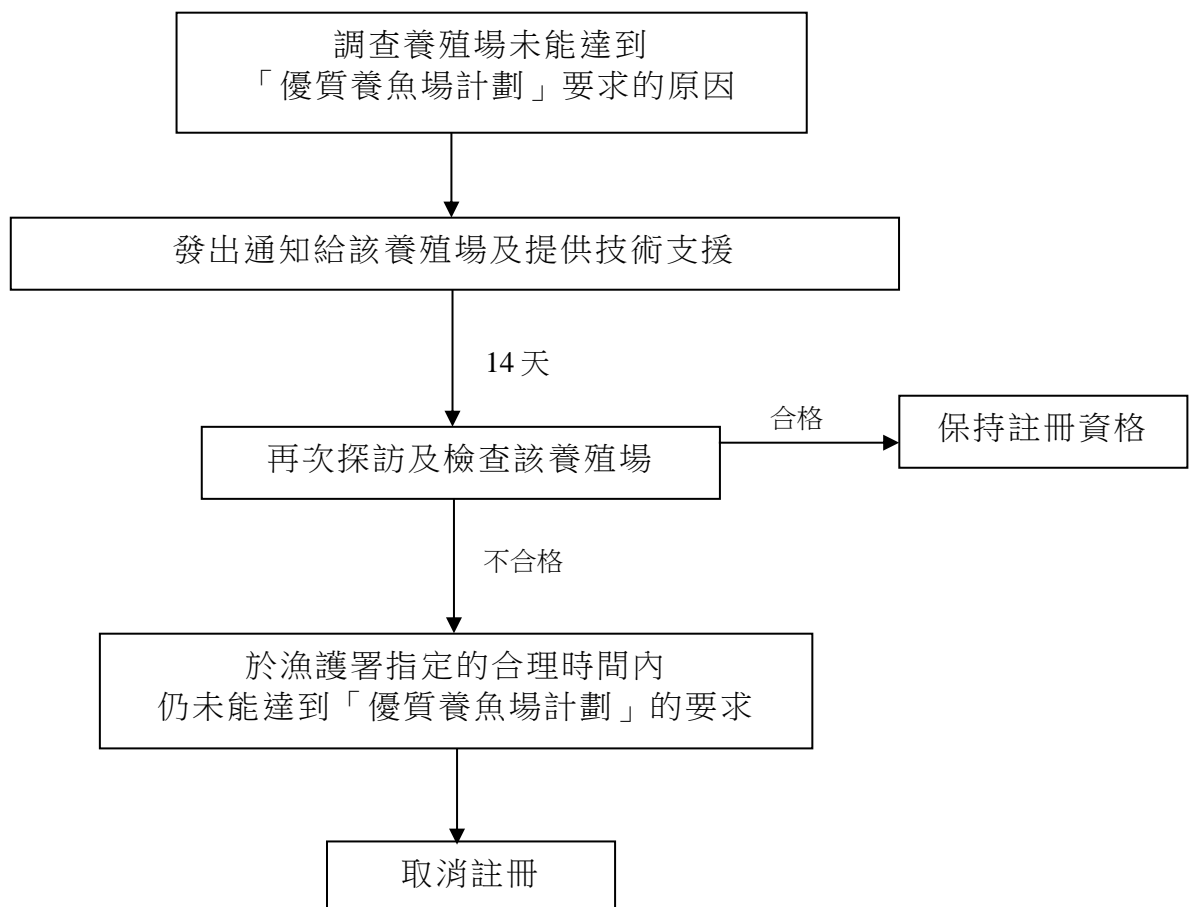 調查養殖場未能達到
「優質養魚場計劃」要求的原因
發出通知給該養殖場及提供技術支援
14 天
再次探訪及檢查該養殖場
合格
保持註冊資格
不合格
於漁護署指定的合理時間內
仍未能達到「優質養魚場計劃」的要求
取消註冊